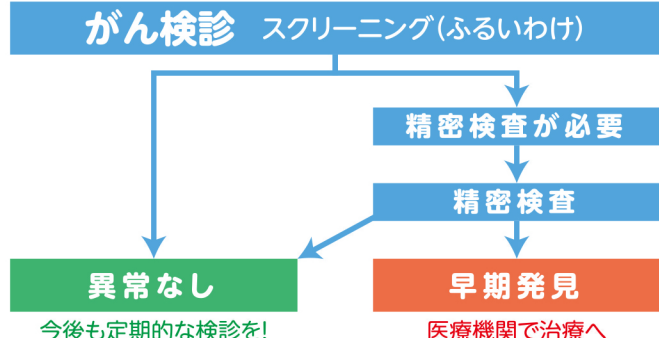 がん検診 スクリーニング(ふるいわけ)
精密検査が必要
精密検査
異常なし
早期発見
今後も定期的な検診を!
医療機関で治療へ